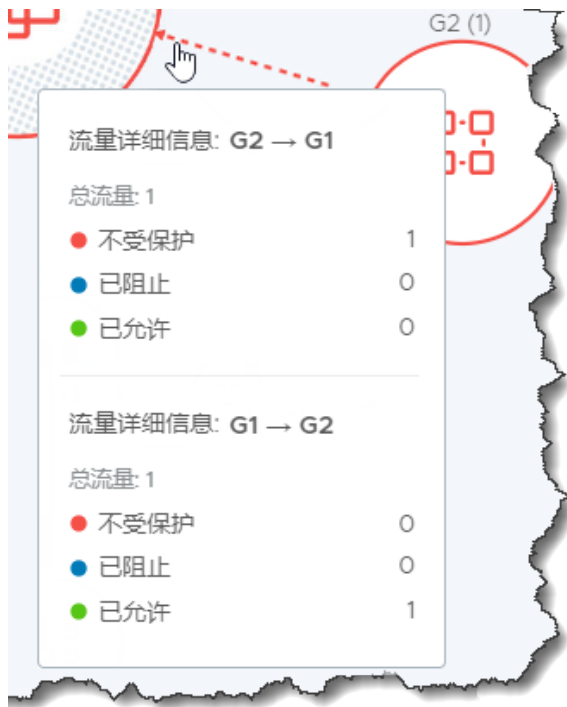 G2 (1)
流量详细信息: G2 → G1
总流量: 1
不受保护 1
已阻止 0
已允许 0
流量详细信息: G1 → G2
总流量: 1
不受保护 0
已阻止 0
已允许 1